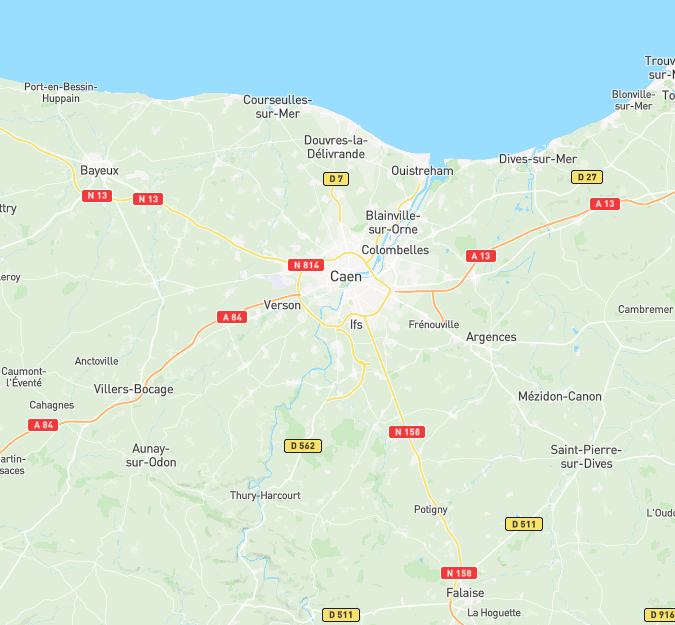 Trouv
sur-M
Port-en-Bessin-
Huppain
Blonville-
sur-Mer
To
Courseulles-
sur-Mer
Douvres-la-
Délivrande
Bayeux
Ouistreham
Dives-sur-Mer
D 7
D 27
N 13
N 13
A 13
ttry
Blainville-
sur-Orne
Colombelles
A 13
N 814
Caen
leroy
Verson
A 84
Ifs
Frénouville
Cambremer
Argences
Anctoville
Caumont-
l'Éventé
Villers-Bocage
Cahagnes
Mézidon-Canon
A 84
N 158
D 562
Aunay-
sur-Odon
artin-
saces
Saint-Pierre-
sur-Dives
Thury-Harcourt
Potigny
L'Oudo
D 511
N 158
Falaise
D 511
La Hoguette
D 916